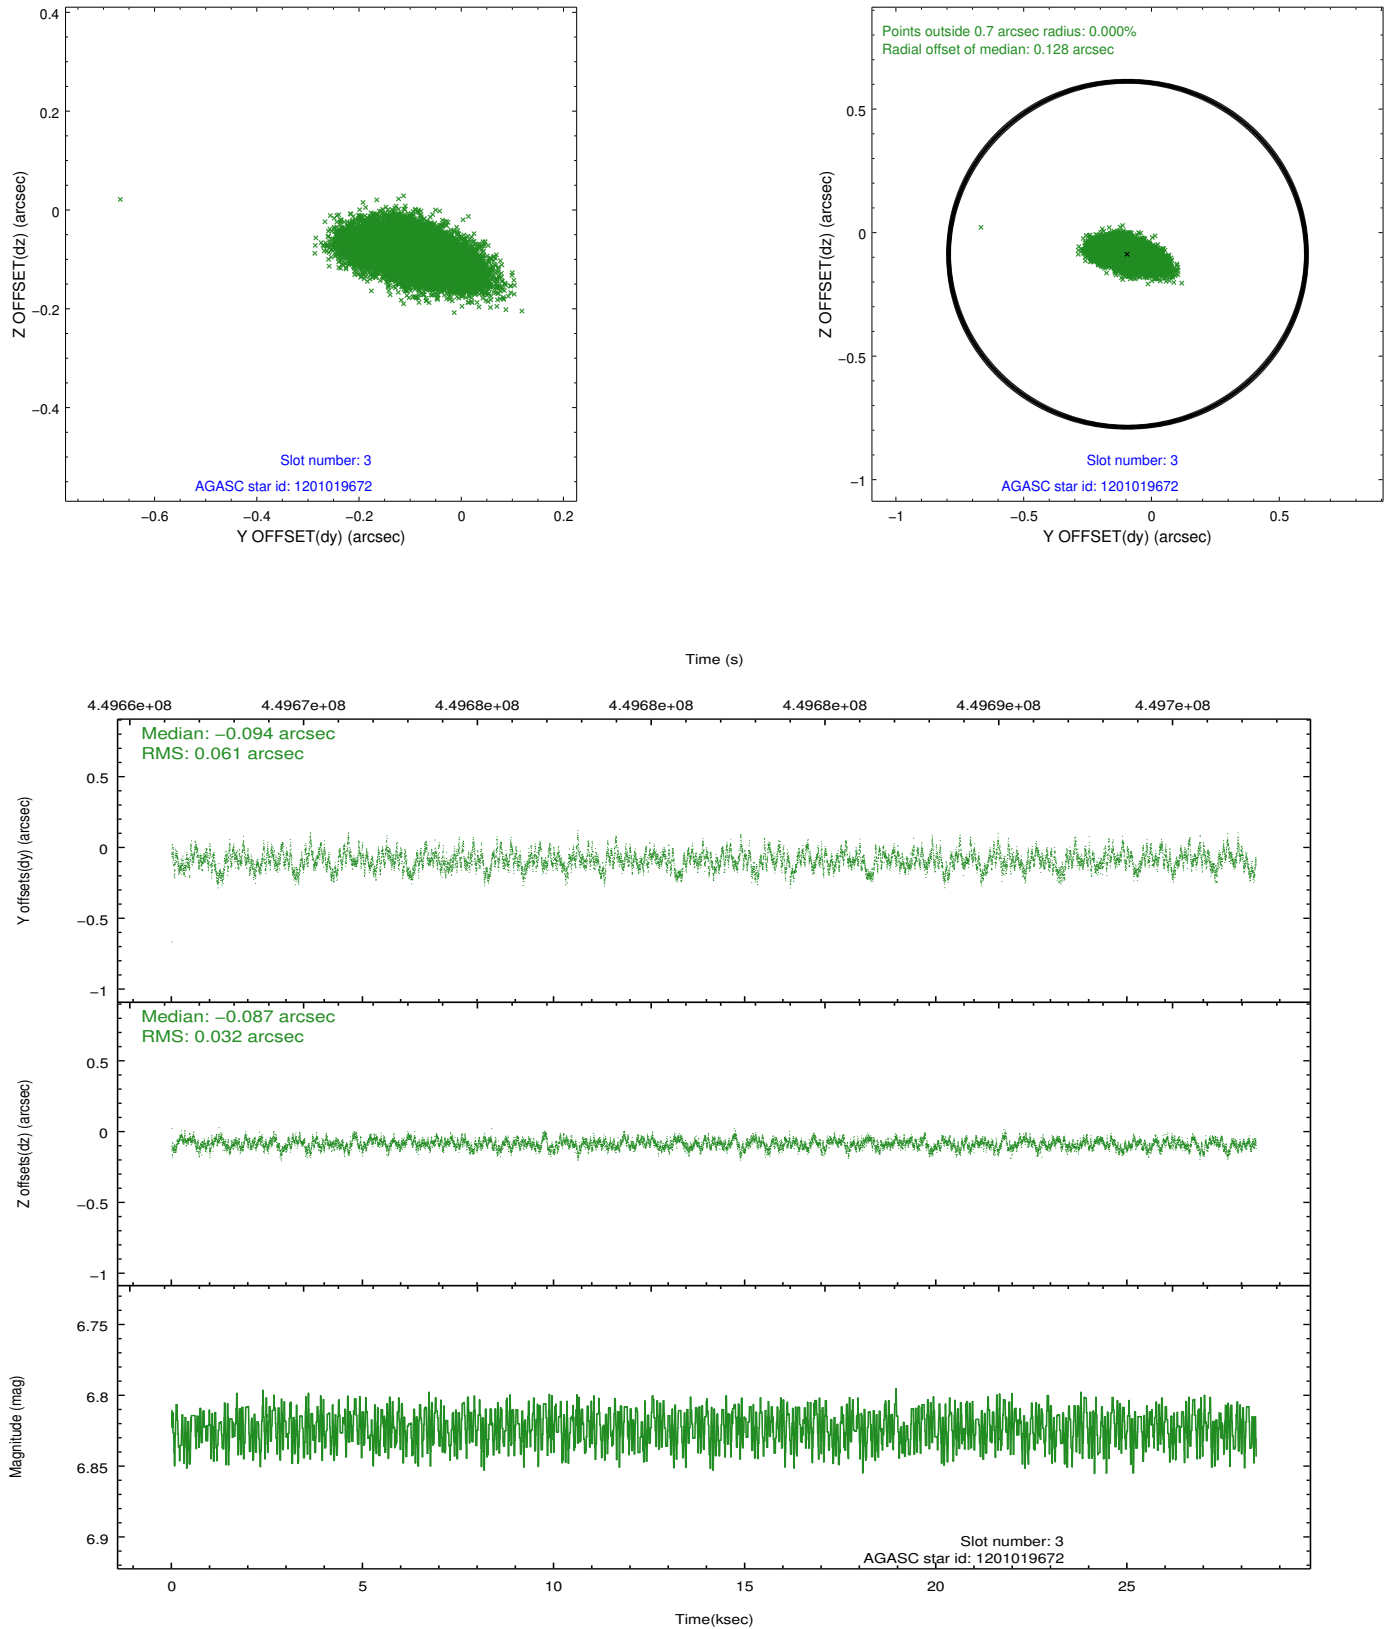 0.4
0.2
0
−0.2
−0.4
Z OFFSET(dz) (arcsec)
Slot number: 3
AGASC star id: 1201019672
−0.6 −0.4 −0.2 0 0.2
Y OFFSET(dy) (arcsec)
Points outside 0.7 arcsec radius: 0.000%
Radial offset of median: 0.128 arcsec
0.5
0
−0.5
−1
Z OFFSET(dz) (arcsec)
Slot number: 3
AGASC star id: 1201019672
−1 −0.5 0 0.5
Y OFFSET(dy) (arcsec)
Time (s)
4.4966e+08 4.4967e+08 4.4968e+08 4.4968e+08 4.4968e+08 4.4969e+08 4.497e+08
Median: −0.094 arcsec
RMS: 0.061 arcsec
0.5
0
−0.5
−1
Y offsets(dy) (arcsec)
Median: −0.087 arcsec
RMS: 0.032 arcsec
0.5
0
−0.5
−1
Z offsets(dz) (arcsec)
6.75
6.8
6.85
6.9
Magnitude (mag)
Slot number: 3
AGASC star id: 1201019672
0 5 10 15 20 25
Time(ksec)